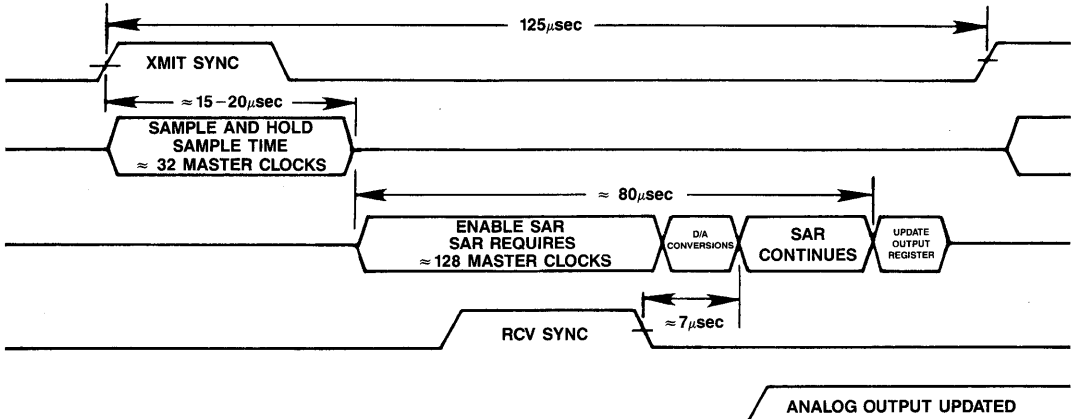 125μsec
XMIT SYNC
≈ 15-20μsec
SAMPLE AND HOLD
SAMPLE TIME
≈ 32 MASTER CLOCKS
≈ 80μsec
ENABLE SAR
SAR REQUIRES
≈ 128 MASTER CLOCKS
D/A
CONVERSIONS
SAR
CONTINUES
UPDATE
OUTPUT
REGISTER
≈ 7μsec
RCV SYNC
ANALOG OUTPUT UPDATED